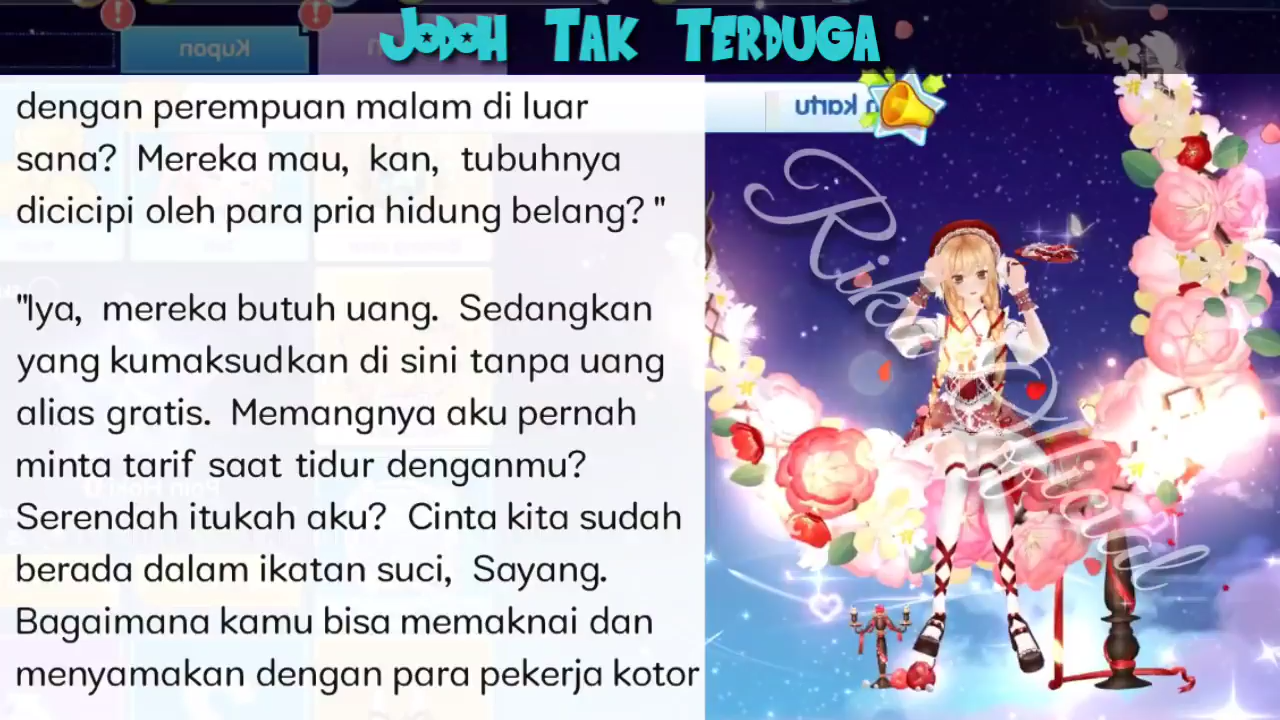 Jodoh Tak Terduga
Kupon
kartu
dengan perempuan malam di luar
sana? Mereka mau, kan, tubuhnya
dicicipi oleh para pria hidung belang? "
"Iya, mereka butuh uang. Sedangkan
yang kumaksudkan di sini tanpa uang
alias gratis. Memangnya aku pernah
minta tarif saat tidur denganmu?
Serendah itukah aku? Cinta kita sudah
berada dalam ikatan suci, Sayang.
Bagaimana kamu bisa memaknai dan
menyamakan dengan para pekerja kotor
Rika Official